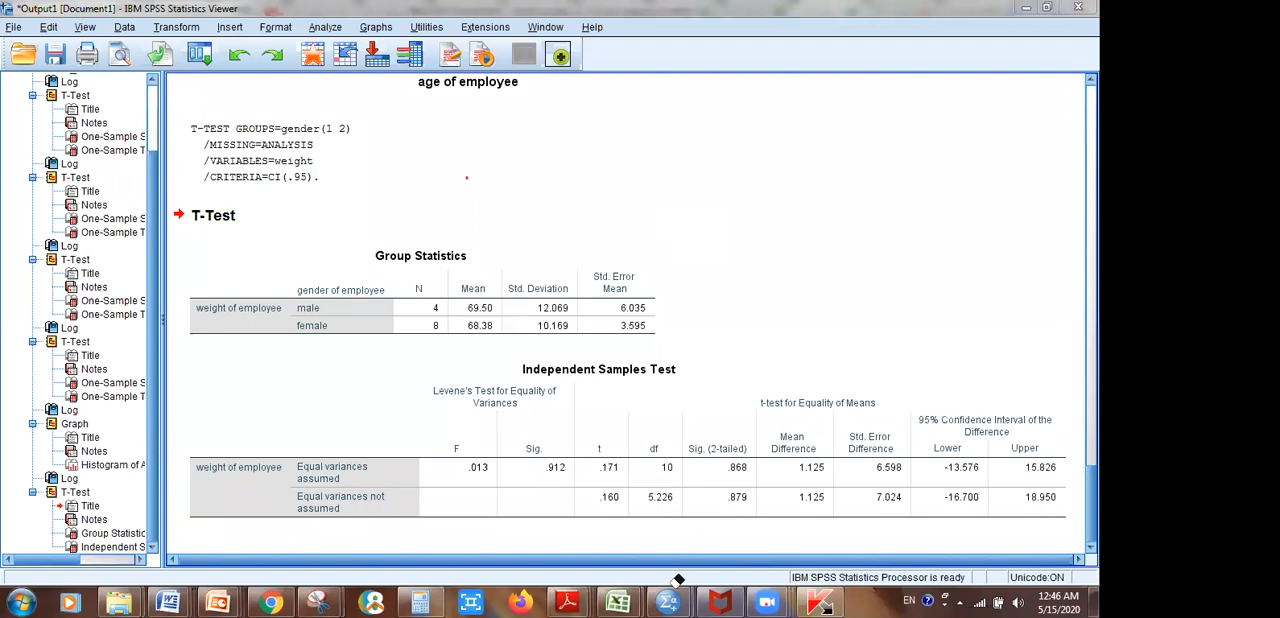 *Output1 [Document1] - IBM SPSS Statistics Viewer
File Edit View Data Transform Insert Format Analyze Graphs Utilities Extensions Window Help
Log
T-Test
Title
Notes
One-Sample S
One-Sample T
Log
T-Test
Title
Notes
One-Sample S
One-Sample T
Log
T-Test
Title
Notes
One-Sample S
One-Sample T
Log
T-Test
Title
Notes
One-Sample S
One-Sample T
Log
Graph
Title
Notes
Histogram of A
Log
T-Test
Title
Notes
Group Statistic
Independent S
age of employee
T-TEST GROUPS=gender(1 2)
/MISSING=ANALYSIS
/VARIABLES=weight
/CRITERIA=CI(.95).
T-Test
Group Statistics
gender of employee N Mean Std. Deviation Std. Error Mean
weight of employee male 4 69.50 12.069 6.035
female 8 68.38 10.169 3.595
Independent Samples Test
Levene's Test for Equality of Variances t-test for Equality of Means
95% Confidence Interval of the Difference
F Sig. t df Sig. (2-tailed) Mean Difference Std. Error Difference Lower Upper
weight of employee Equal variances assumed .013 .912 .171 10 .868 1.125 6.598 -13.576 15.826
Equal variances not assumed .160 5.226 .879 1.125 7.024 -16.700 18.950
IBM SPSS Statistics Processor is ready Unicode:ON
EN 12:46 AM
5/15/2020